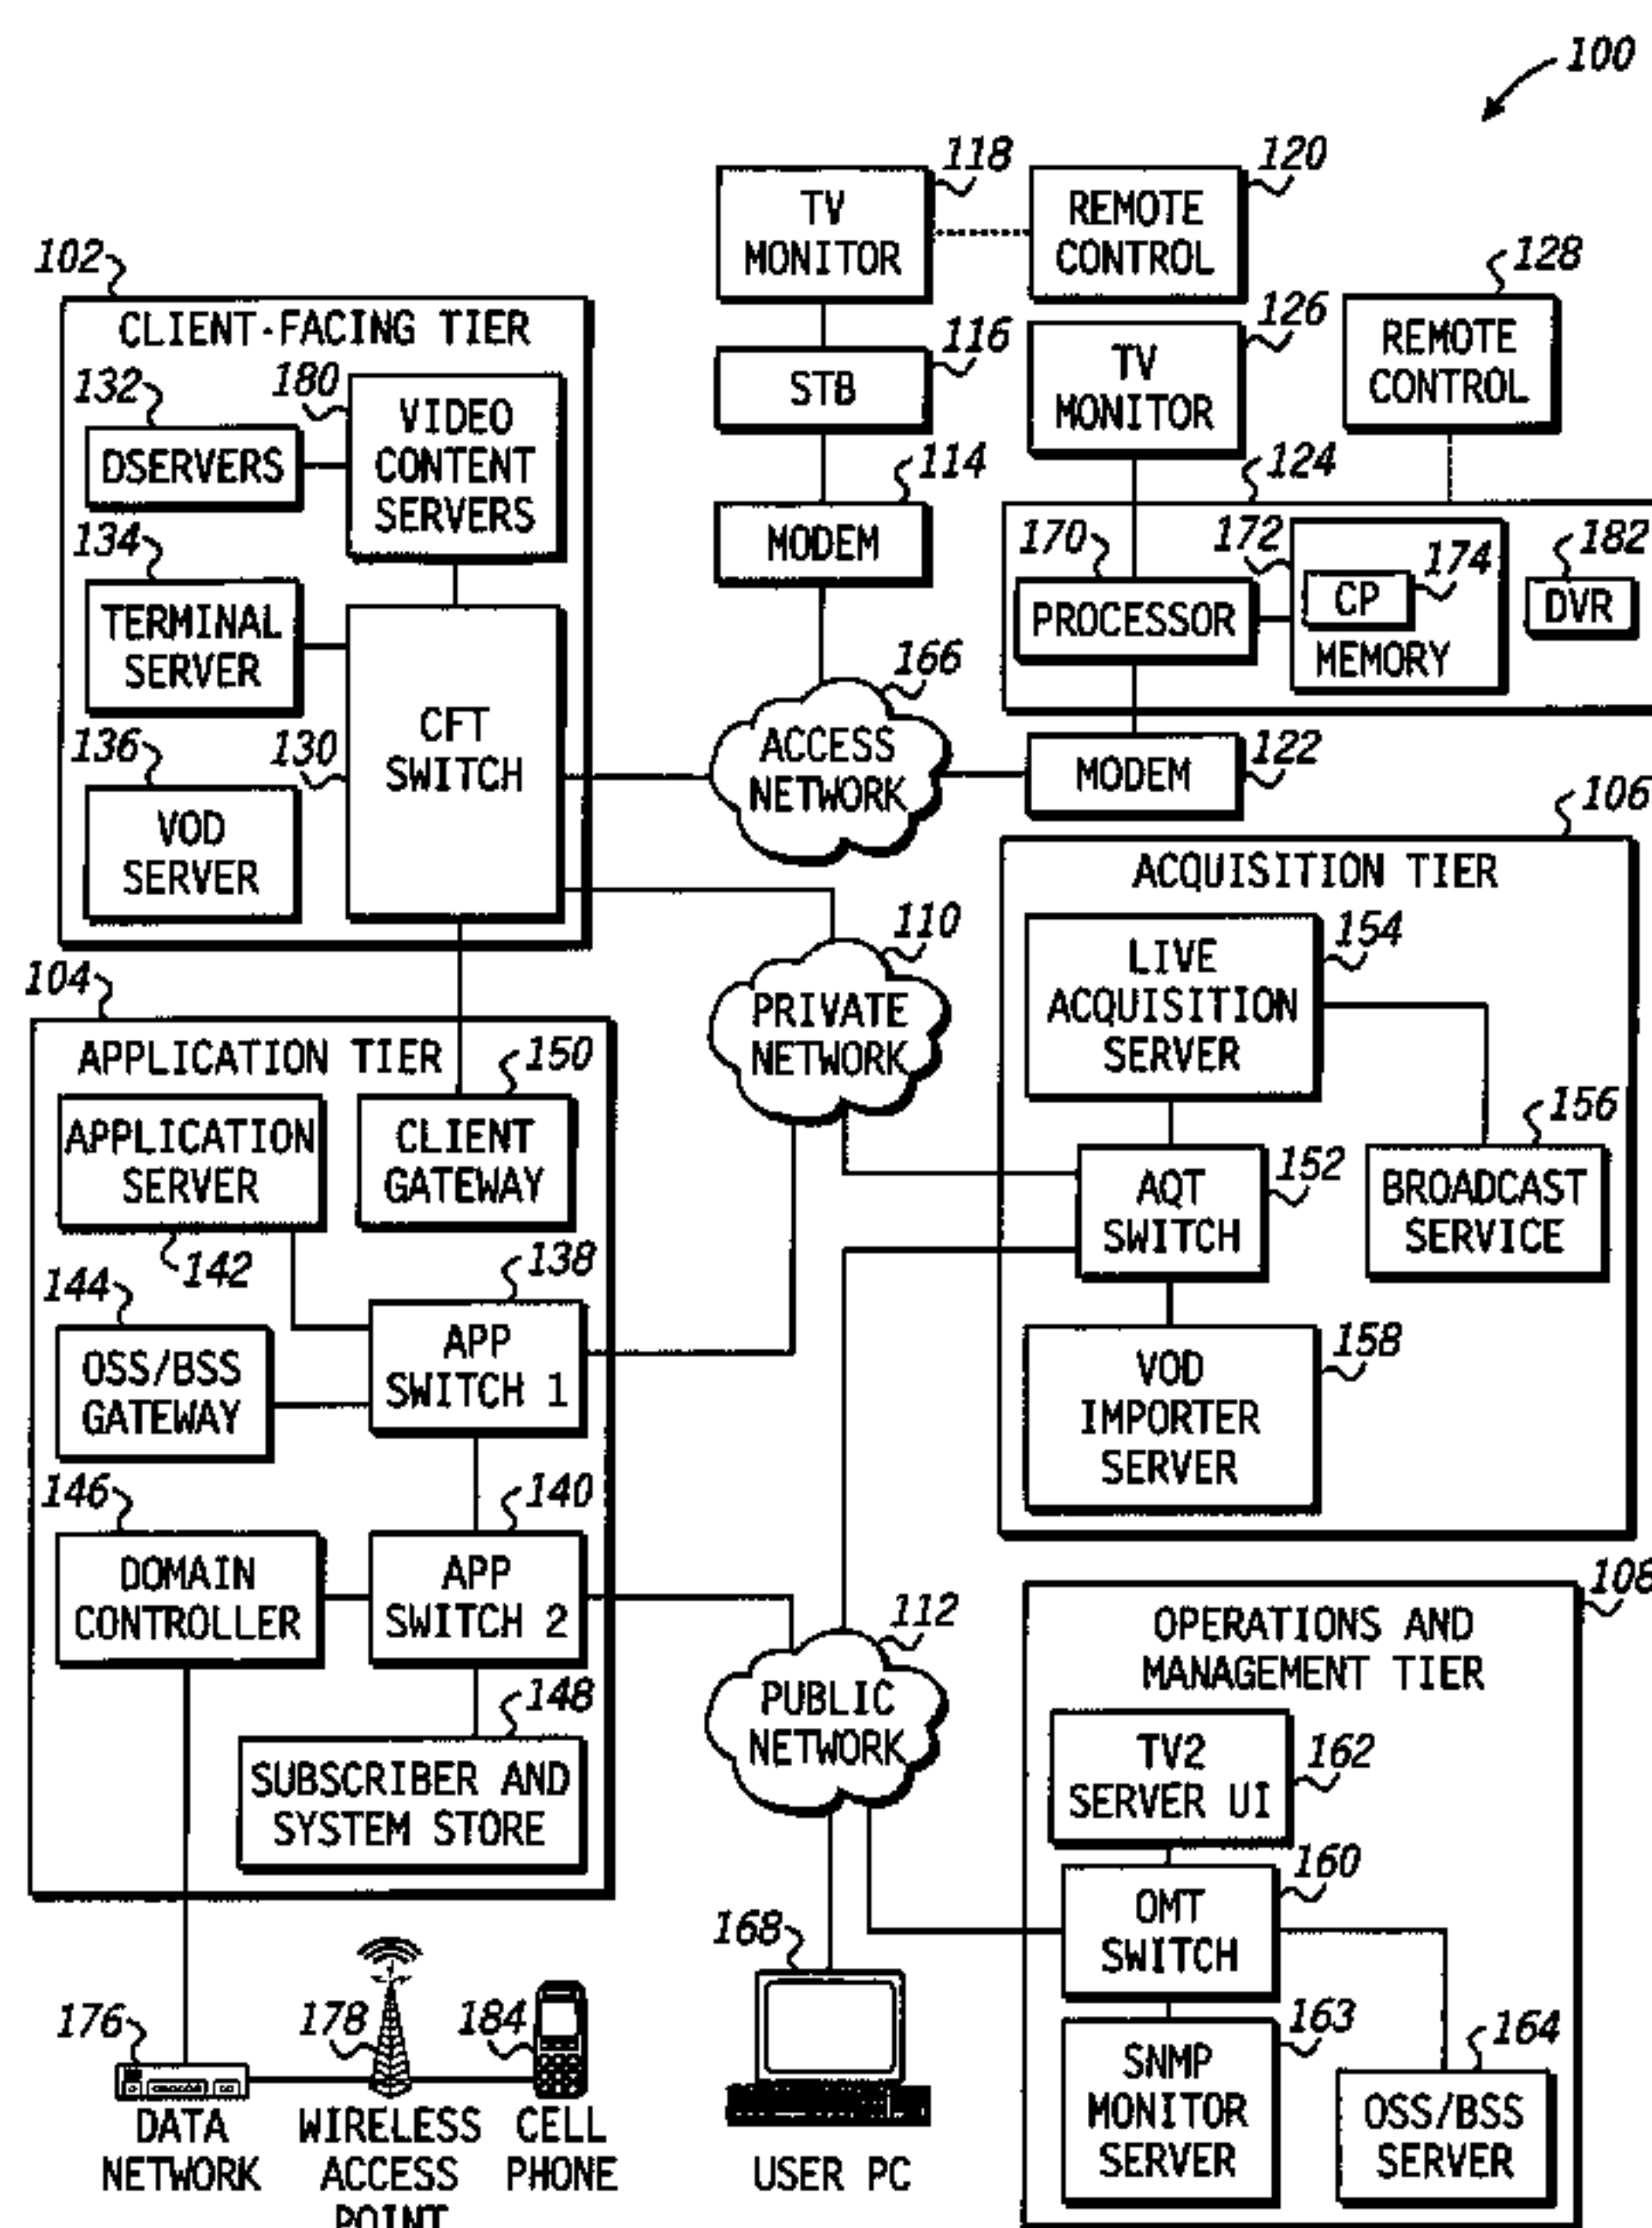 100
118
TV
MONITOR
120
REMOTE
CONTROL
128
REMOTE
CONTROL
126
TV
MONITOR
116
STB
114
MODEM
124
170
PROCESSOR
172
174
CP
MEMORY
182
DVR
122
MODEM
166
ACCESS
NETWORK
102
CLIENT-FACING TIER
132
DSERVERS
180
VIDEO
CONTENT
SERVERS
134
TERMINAL
SERVER
136
VOD
SERVER
130
CFT
SWITCH
110
PRIVATE
NETWORK
106
ACQUISITION TIER
154
LIVE
ACQUISITION
SERVER
156
BROADCAST
SERVICE
152
AQT
SWITCH
158
VOD
IMPORTER
SERVER
104
APPLICATION TIER
150
CLIENT
GATEWAY
APPLICATION
SERVER
142
138
APP
SWITCH 1
144
OSS/BSS
GATEWAY
146
DOMAIN
CONTROLLER
140
APP
SWITCH 2
148
SUBSCRIBER AND
SYSTEM STORE
112
PUBLIC
NETWORK
108
OPERATIONS AND
MANAGEMENT TIER
162
TV2
SERVER UI
160
OMT
SWITCH
163
SNMP
MONITOR
SERVER
164
OSS/BSS
SERVER
176
DATA
NETWORK
178
WIRELESS
ACCESS
POINT
184
CELL
PHONE
168
USER PC